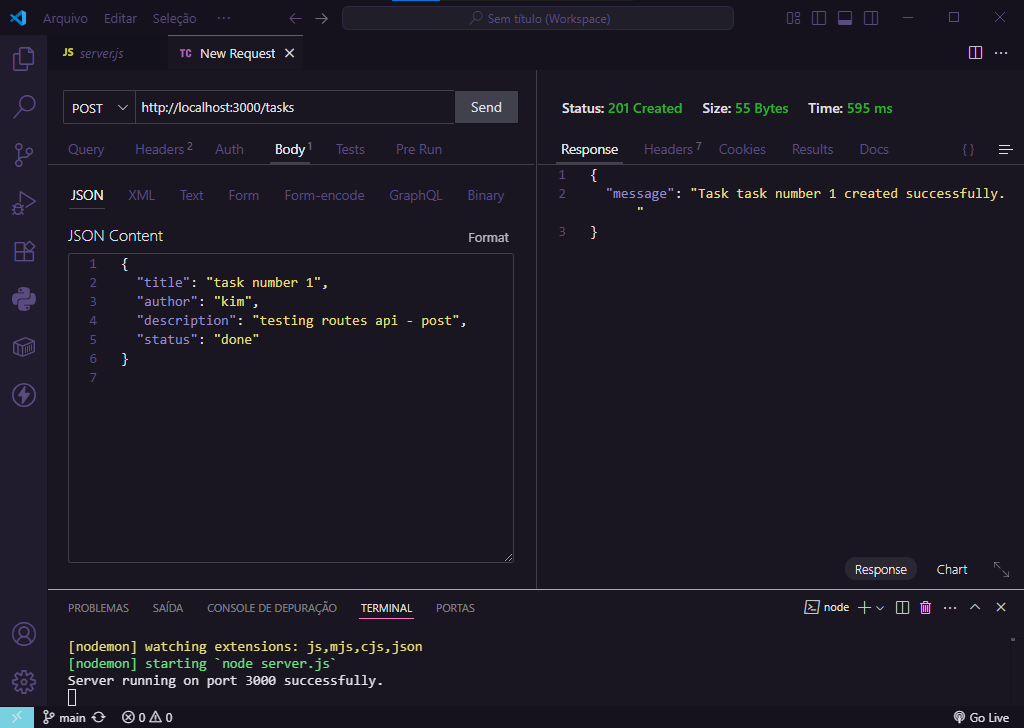 Arquivo Editar Seleção ··· Sem título (Workspace)
JS server.js TC New Request
POST http://localhost:3000/tasks Send
Query Headers 2 Auth Body 1 Tests Pre Run
JSON XML Text Form Form-encode GraphQL Binary
JSON Content Format
1 {
2 "title": "task number 1",
3 "author": "kim",
4 "description": "testing routes api - post",
5 "status": "done"
6 }
7
Status: 201 Created Size: 55 Bytes Time: 595 ms
Response Headers 7 Cookies Results Docs { }
1 {
2 "message": "Task task number 1 created successfully.
"
3 }
Response Chart
PROBLEMAS SAÍDA CONSOLE DE DEPURAÇÃO TERMINAL PORTAS node
[nodemon] watching extensions: js,mjs,cjs,json
[nodemon] starting `node server.js`
Server running on port 3000 successfully.
main 0 0 Go Live